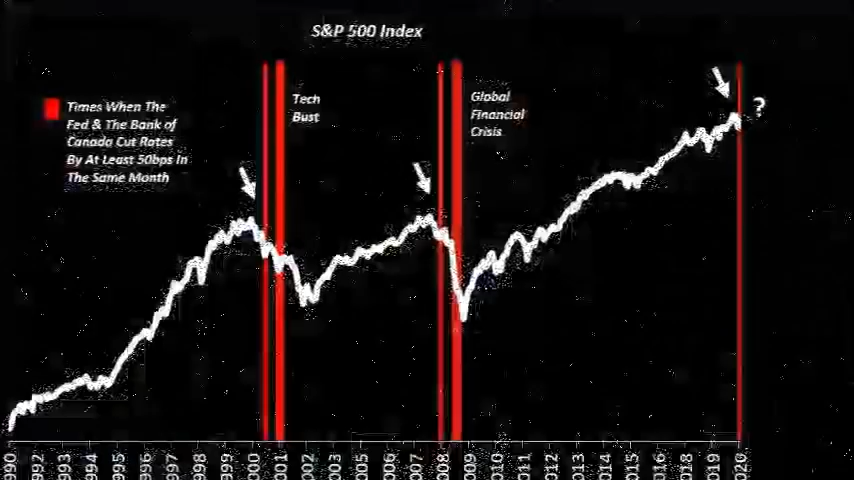 S&P 500 Index
Times When The
Fed & The Bank of
Canada Cut Rates
By At Least 50bps In
The Same Month
Tech
Bust
Global
Financial
Crisis
?
990 1992 1993 1994 1995 1996 1997 1998 1999 2000 2001 2002 2003 2004 2005 2006 2007 2008 2009 2010 2011 2012 2013 2014 2015 2016 2018 2019 2020